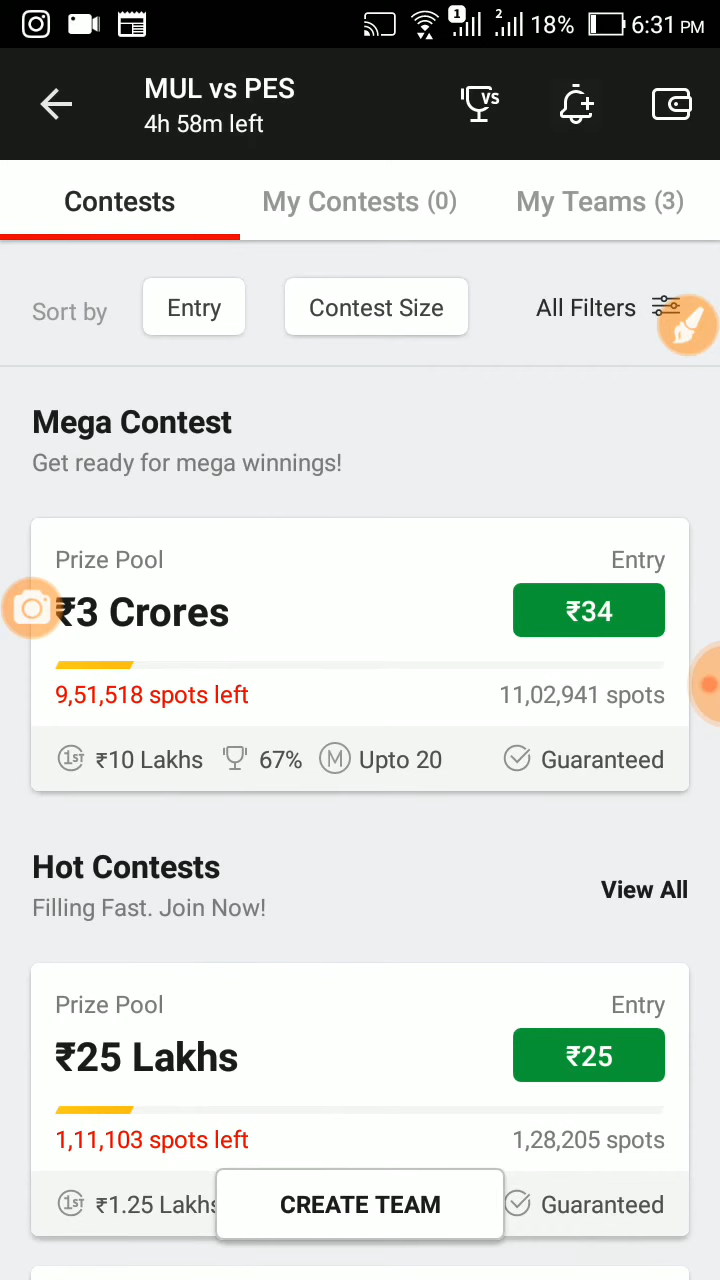 1 2 18% 6:31 PM
MUL vs PES
4h 58m left
VS
Contests My Contests (0) My Teams (3)
Sort by Entry Contest Size All Filters
Mega Contest
Get ready for mega winnings!
Prize Pool Entry
₹3 Crores ₹34
9,51,518 spots left 11,02,941 spots
1ST ₹10 Lakhs 67% M Upto 20 Guaranteed
Hot Contests
View All
Filling Fast. Join Now!
Prize Pool Entry
₹25 Lakhs ₹25
1,11,103 spots left 1,28,205 spots
1ST ₹1.25 Lakhs CREATE TEAM Guaranteed